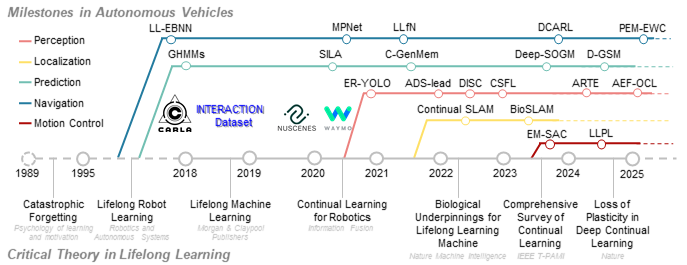 Milestones in Autonomous Vehicles
LL-EBNN MPNet LLfN DCARL PEM-EWC
Perception
GHMMs SILA C-GenMem Deep-SOGM D-GSM
Localization
Prediction
ER-YOLO ADS-lead DISC CSFL ARTE AEF-OCL
Navigation
Motion Control
CARLA
INTERACTION
Dataset
NUSCENES
WAYMO
Continual SLAM BioSLAM
EM-SAC LLPL
1989 1995 2018 2019 2020 2021 2022 2023 2024 2025
Catastrophic
Forgetting
Psychology of learning
and motivation
Lifelong Robot
Learning
Robotics and
Autonomous Systems
Lifelong Machine
Learning
Morgan & Claypool
Publishers
Continual Learning
for Robotics
Information Fusion
Biological
Underpinnings for
Lifelong Learning
Machine
Nature Machine Intelligence
Comprehensive
Survey of
Continual
Learning
IEEE T-PAMI
Loss of
Plasticity in
Deep Continual
Learning
Nature
Critical Theory in Lifelong Learning